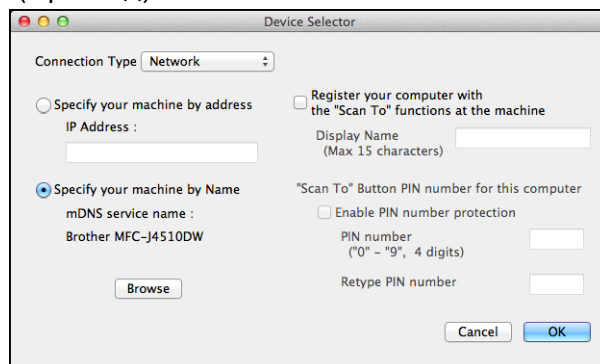 Device Selector
Connection Type Network
Specify your machine by address
IP Address :
Specify your machine by Name
mDNS service name :
Brother MFC-J4510DW
Browse
Register your computer with
the "Scan To" functions at the machine
Display Name
(Max 15 characters)
"Scan To" Button PIN number for this computer
Enable PIN number protection
PIN number
("0" - "9", 4 digits)
Retype PIN number
Cancel OK